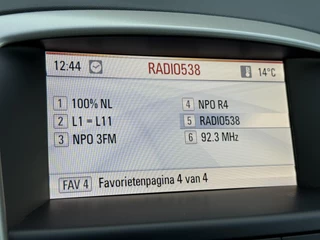 12:44 RADIO538 14°C
1 100% NL 4 NPO R4
2 L1 = L11 5 RADIO538
3 NPO 3FM 6 92.3 MHz
FAV 4 Favorietenpagina 4 van 4